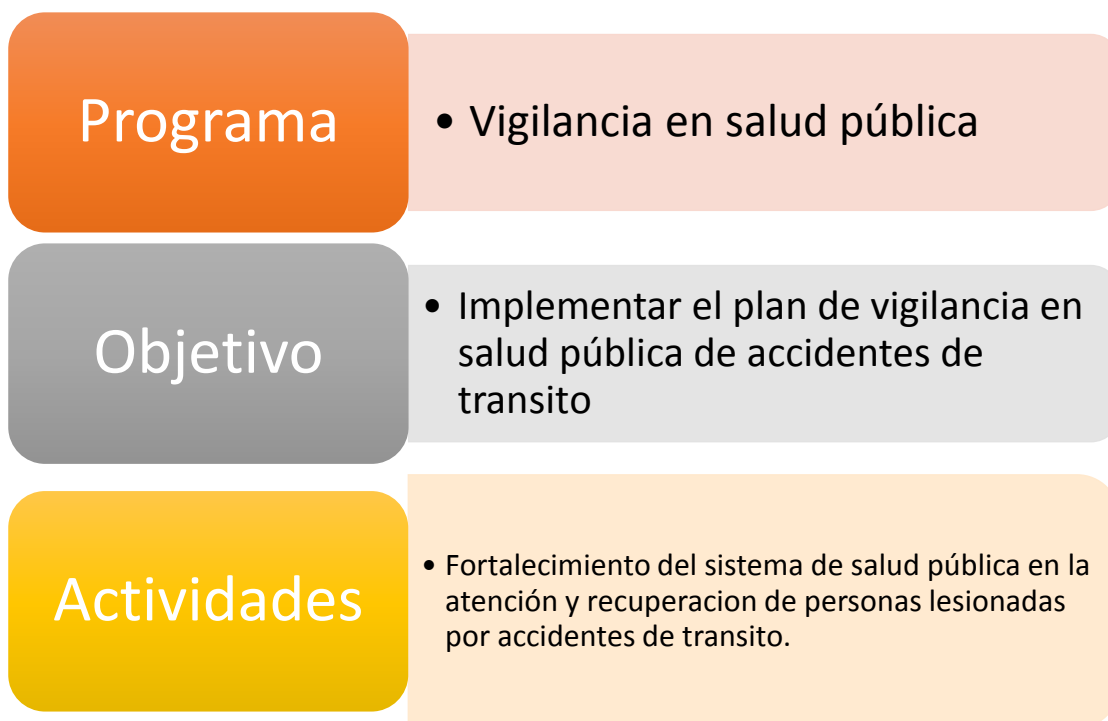 Programa
• Vigilancia en salud pública
Objetivo
• Implementar el plan de vigilancia en
salud pública de accidentes de
transito
Actividades
• Fortalecimiento del sistema de salud pública en la
atención y recuperacion de personas lesionadas
por accidentes de transito.